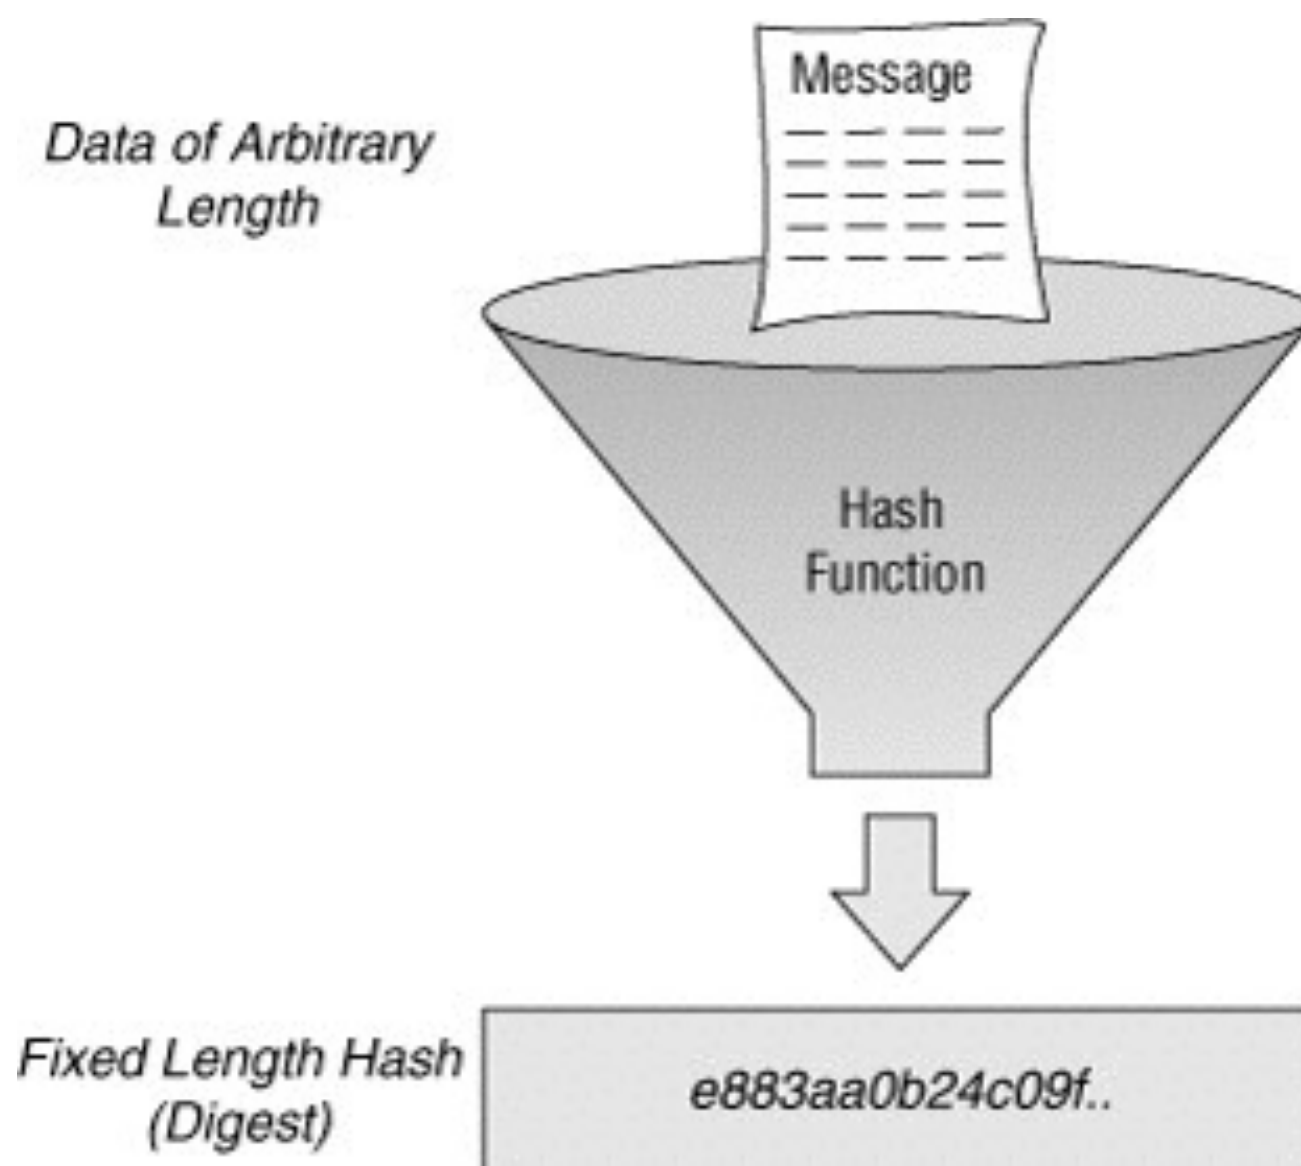 Message
Data of Arbitrary
Length
Hash
Function
Fixed Length Hash
(Digest)
e883aa0b24c09f..